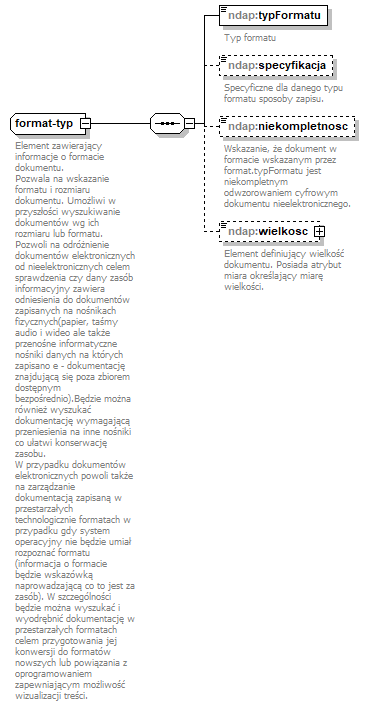 format-typ
Element zawierający
informacje o formacie
dokumentu.
Pozwala na wskazanie
formatu i rozmiaru
dokumentu. Umożliwi w
przyszłości wyszukiwanie
dokumentów wg ich
rozmiaru lub formatu.
Pozwoli na odróżnienie
dokumentów elektronicznych
od nieelektronicznych celem
sprawdzenia czy dany zasób
informacyjny zawiera
odniesienia do dokumentów
zapisanych na nośnikach
fizycznych(papier, taśmy
audio i wideo ale także
przenośne informatyczne
nośniki danych na których
zapisano e - dokumentację
znajdującą się poza zbiorem
dostępnym
bezpośrednio).Będzie można
również wyszukać
dokumentację wymagającą
przeniesienia na inne nośniki
co ułatwi konserwację
zasobu.
W przypadku dokumentów
elektronicznych powoli także
na zarządzanie
dokumentacją zapisaną w
przestarzałych
technologicznie formatach w
przypadku gdy system
operacyjny nie będzie umiał
rozpoznać formatu
(informacja o formacie
będzie wskazówką
naprowadzającą co to jest za
zasób). W szczególności
będzie można wyszukać i
wyodrębnić dokumentację w
przestarzałych formatach
celem przygotowania jej
konwersji do formatów
nowszych lub powiązania z
oprogramowaniem
zapewniającym możliwość
wizualizacji treści.
ndap:typFormatu
Typ formatu
ndap:specyfikacja
Specyficzne dla danego typu
formatu sposoby zapisu.
ndap:niekompletnosc
Wskazanie, że dokument w
formacie wskazanym przez
format.typFormatu jest
niekompletnym
odwzorowaniem cyfrowym
dokumentu nieelektronicznego.
ndap:wielkosc
Element definiujący wielkość
dokumentu. Posiada atrybut
miara określający miarę
wielkości.